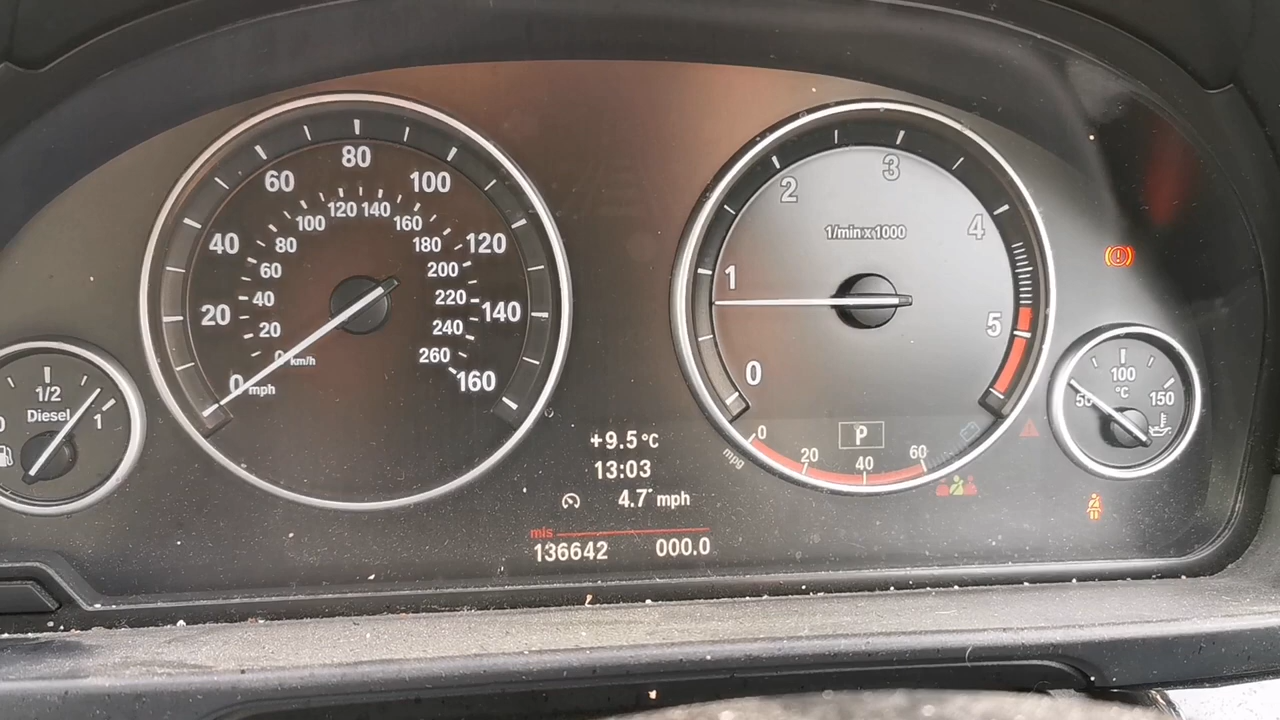 80
60 100
120 140
100 160
40 80 180 120
60 200
40 220
20 20 240 140
0 km/h 260
0 mph 160
1/2
Diesel
0 1
3
2
1/min x 1000
4
1
5
0
P
0 20 40 60
mpg
100
°C
50 150
+9.5°C
13:03
4.7 mph
mls
136642 000.0